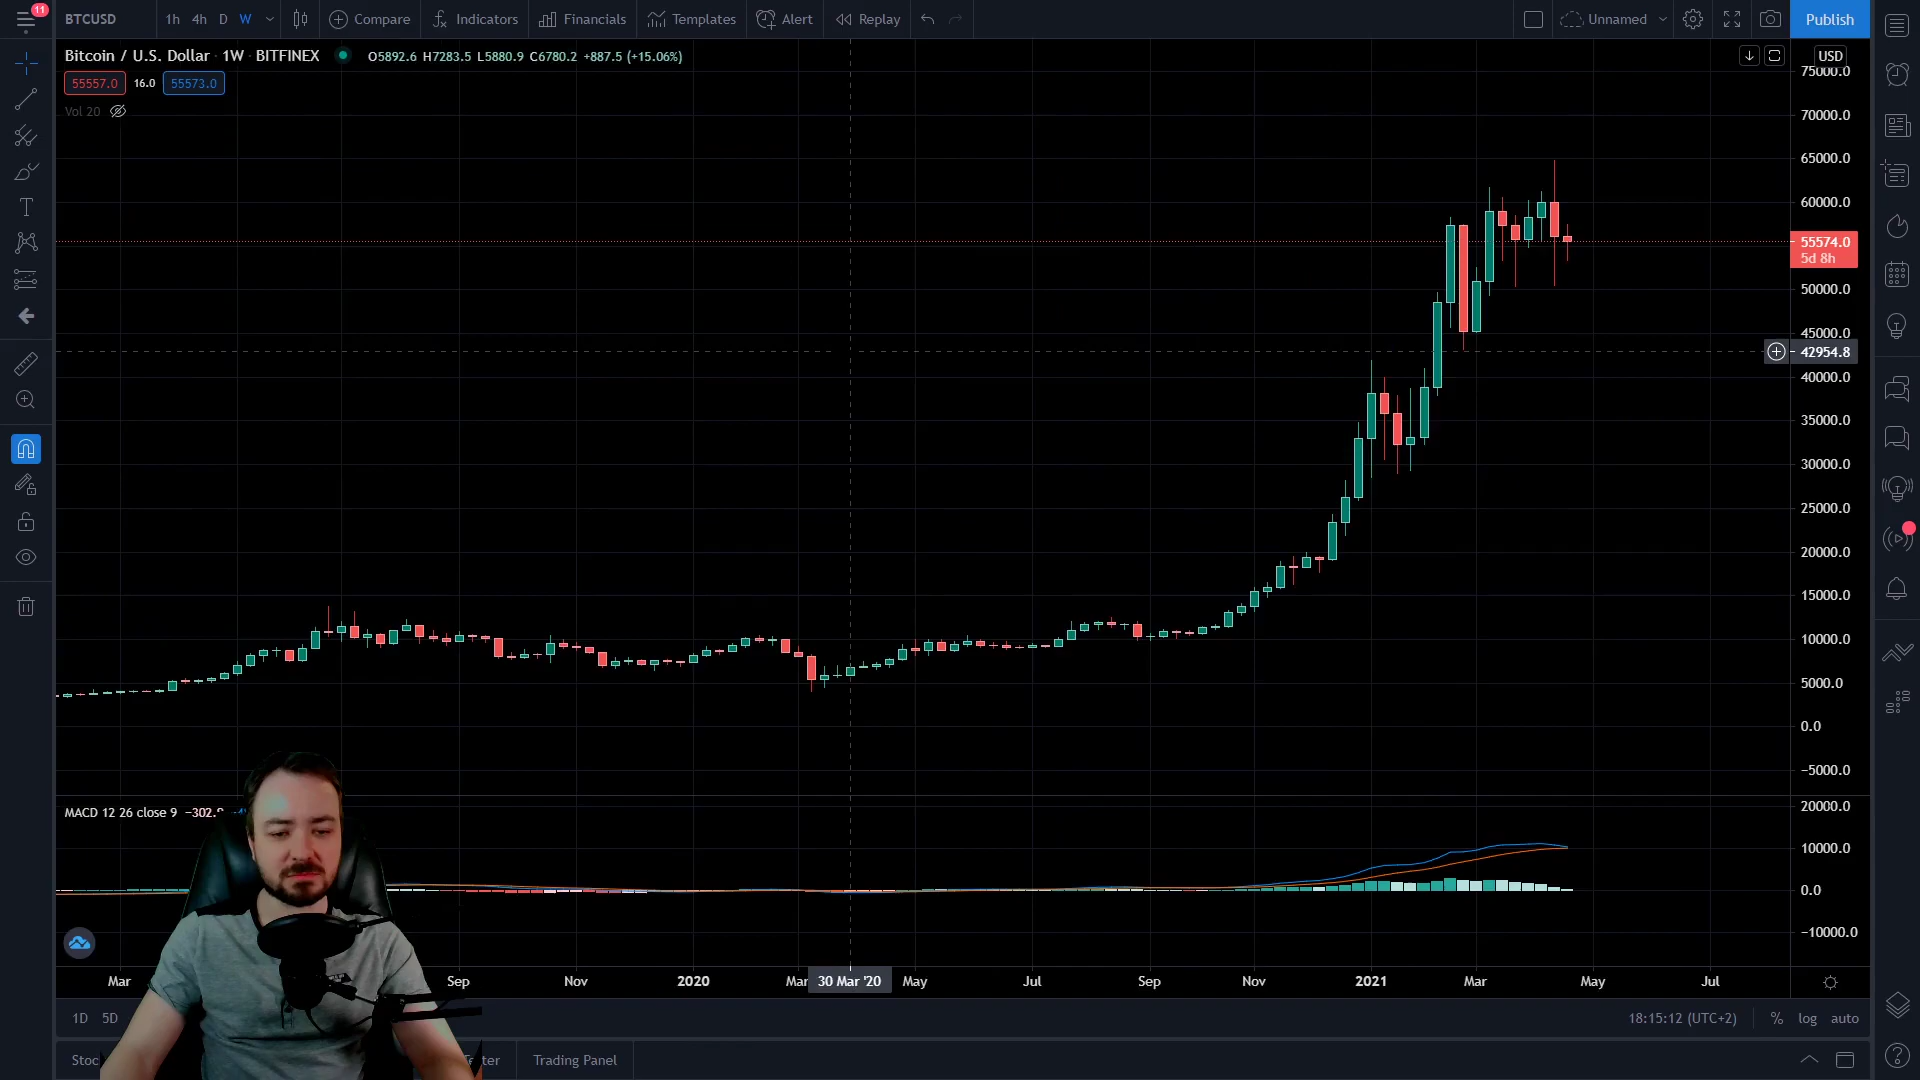 11
BTCUSD 1h 4h D W Compare Indicators Financials Templates Alert Replay Unnamed Publish
Bitcoin / U.S. Dollar · 1W · BITFINEX O5892.6 H7283.5 L5880.9 C6780.2 +887.5 (+15.06%)
55557.0 16.0 55573.0
Vol 20
USD
75000.0
70000.0
65000.0
60000.0
55574.0
5d 8h
50000.0
45000.0
42954.8
40000.0
35000.0
30000.0
25000.0
20000.0
15000.0
10000.0
5000.0
0.0
−5000.0
MACD 12 26 close 9 −302.
20000.0
10000.0
0.0
−10000.0
Mar Sep Nov 2020 Mar 30 Mar '20 May Jul Sep Nov 2021 Mar May Jul
1D 5D 18:15:12 (UTC+2) % log auto
Stoc ter Trading Panel